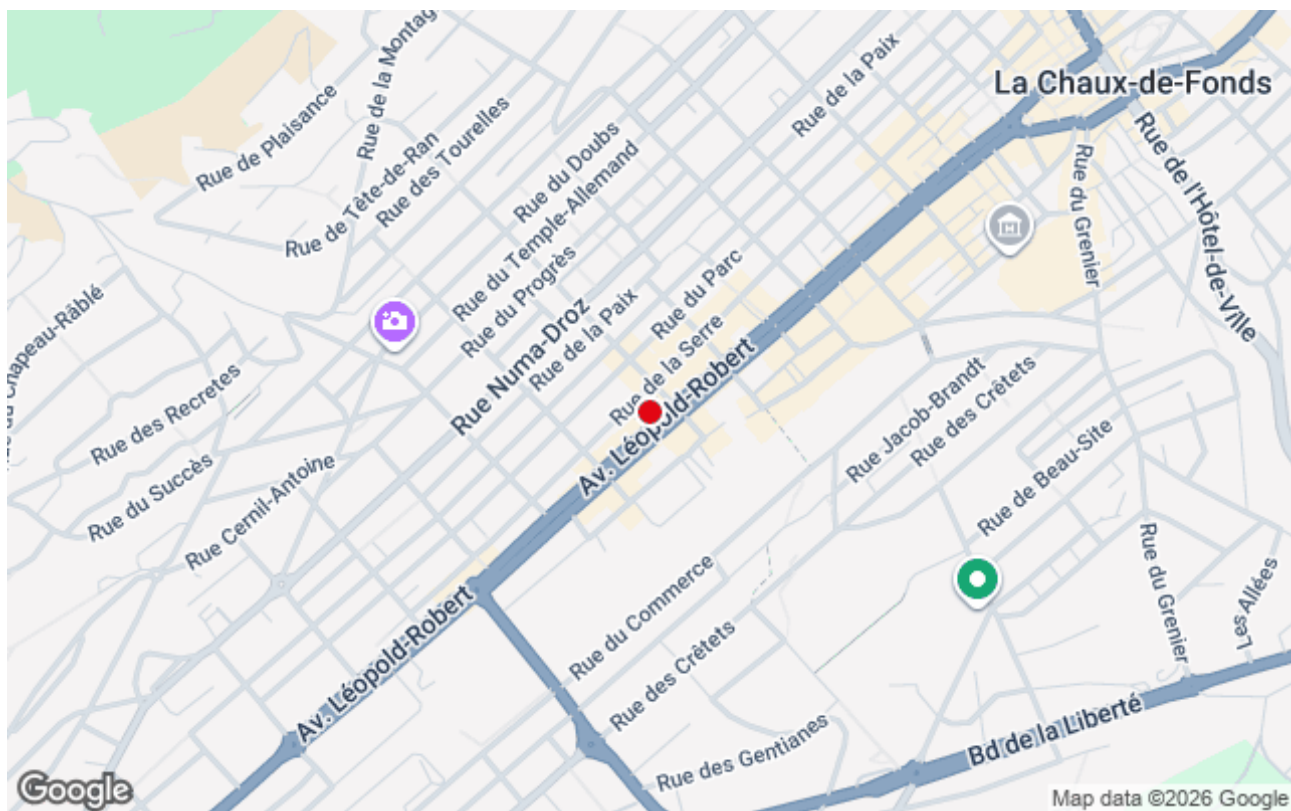 Rue de la Montag
Rue de la Paix
La Chaux-de-Fonds
Rue de Plaisance
Rue des Tourelles
Rue de Tête-de-Ran
Rue du Doubs
Rue du Temple-Allemand
Rue de l'Hôtel-de-Ville
Rue du Grenier
Rue du Progrès
Rue du Parc
Rue Numa-Droz
Rue de la Paix
Rue de la Serre
Chapeau-Râblé
Rue des Recretes
Av. Léopold-Robert
Rue Jacob-Brandt
Rue des Crêtets
Rue du Succès
Rue Cernil-Antoine
Rue de Beau-Site
Rue du Grenier
Les Allées
Rue du Commerce
Av. Léopold-Robert
Rue des Crêtets
Rue des Gentianes
Bd de la Liberté
Google
Map data ©2026 Google